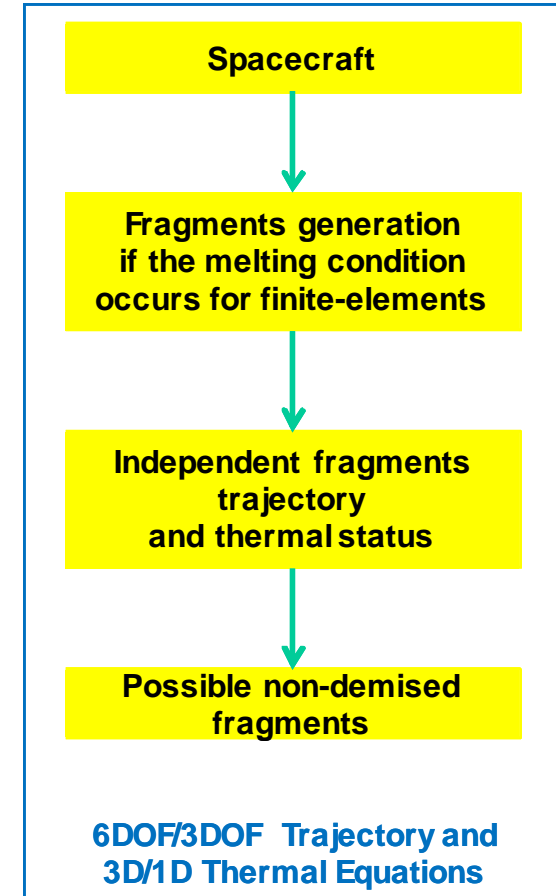 Spacecraft
Fragments generation
if the melting condition
occurs for finite-elements
Independent fragments
trajectory
and thermal status
Possible non-demised
fragments
6DOF/3DOF Trajectory and
3D/1D Thermal Equations